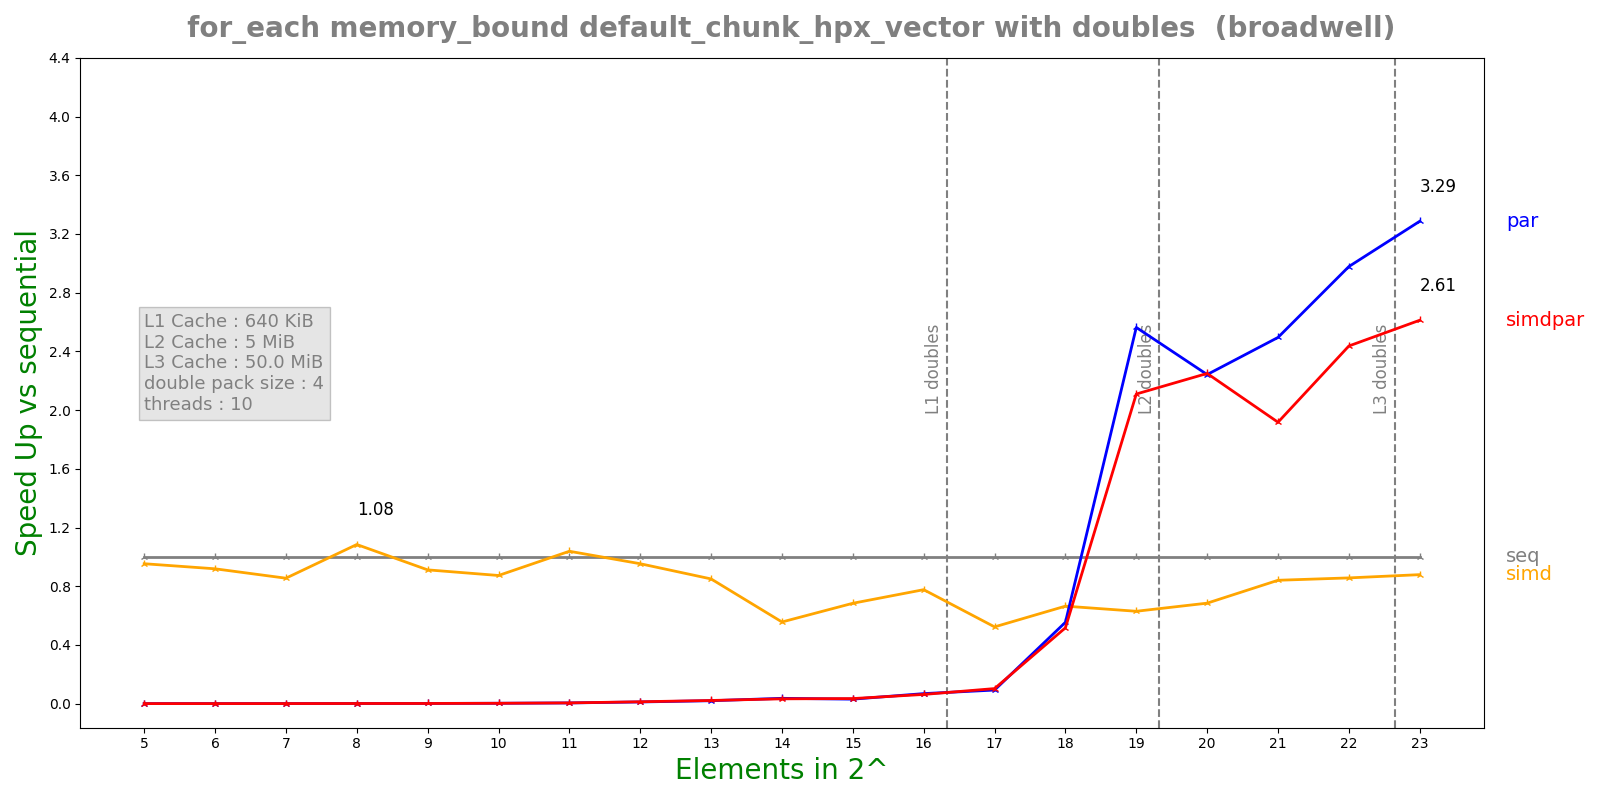 for_each memory_bound default_chunk_hpx_vector with doubles (broadwell)
Speed Up vs sequential
4.4
4.0
3.6
3.2
2.8
2.4
2.0
1.6
1.2
0.8
0.4
0.0
L1 Cache : 640 KiB
L2 Cache : 5 MiB
L3 Cache : 50.0 MiB
double pack size : 4
threads : 10
1.08
L1 doubles
L2 doubles
L3 doubles
3.29
2.61
par
simdpar
seq
simd
5 6 7 8 9 10 11 12 13 14 15 16 17 18 19 20 21 22 23
Elements in 2^